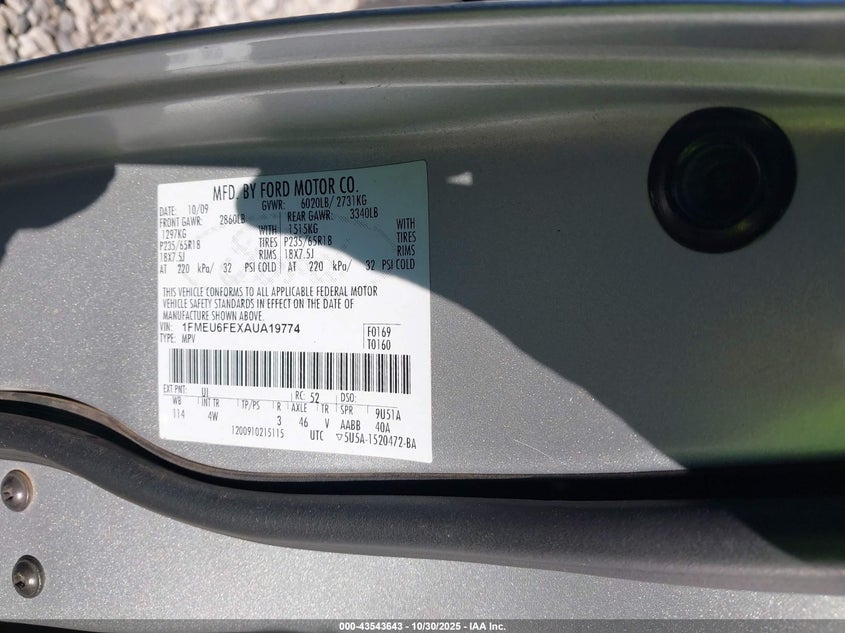 MFD. BY FORD MOTOR CO.
DATE: 10/09 GVWR: 6020LB/ 2731KG
FRONT GAWR: 2860LB REAR GAWR: 3340LB
1297KG WITH 1515KG WITH
P235/65R18 TIRES P235/65R18 TIRES
18X7.5J RIMS 18X7.5J RIMS
AT 220 kPa/ 32 PSI COLD AT 220 kPa/ 32 PSI COLD
THIS VEHICLE CONFORMS TO ALL APPLICABLE FEDERAL MOTOR
VEHICLE SAFETY STANDARDS IN EFFECT ON THE DATE OF
MANUFACTURE SHOWN ABOVE.
VIN: 1FMEU6FEXAUA19774 F0169
TYPE: MPV T0160
EXT PNT: UI RC: 52 DSO:
WB INT TR TP/PS R AXLE TR SPR 9U51A
114 4W 3 46 V AABB 40A
1200910215115 UTC ▽5U5A-1520472-BA
000-43543643 / 10/30/2025 - IAA Inc.